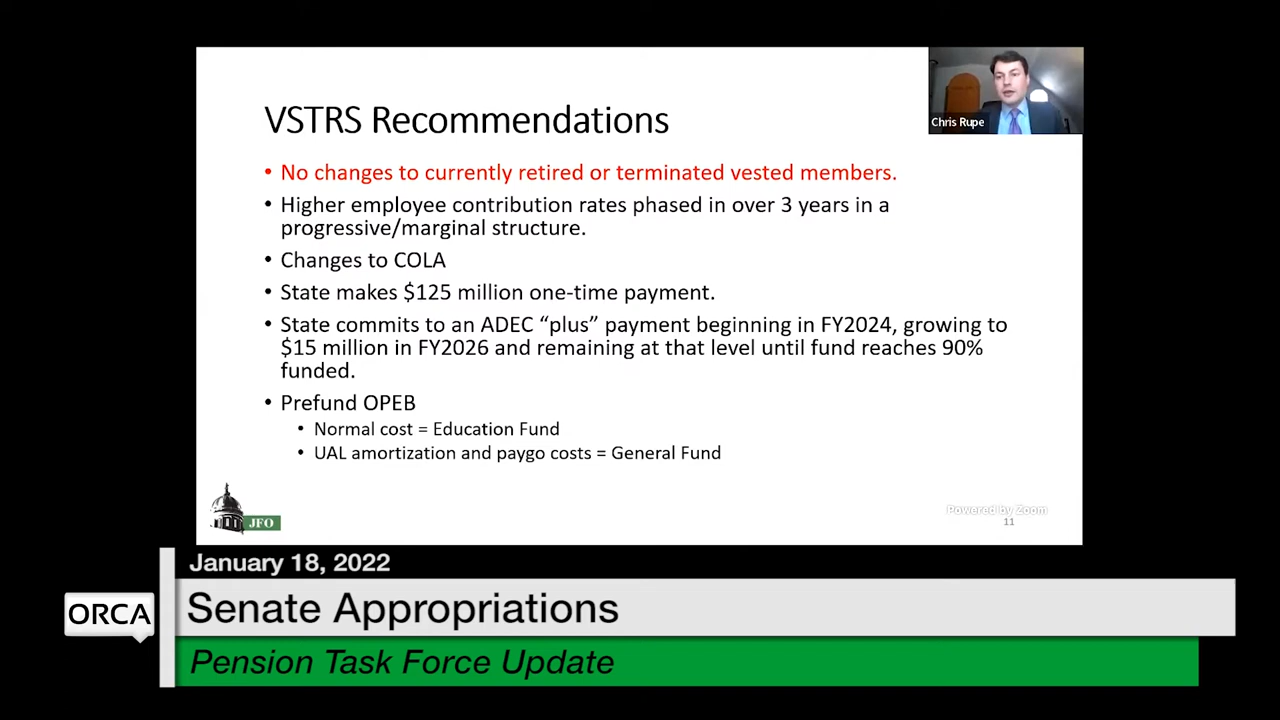 VSTRS Recommendations
Chris Rupe
• No changes to currently retired or terminated vested members.
• Higher employee contribution rates phased in over 3 years in a
progressive/marginal structure.
• Changes to COLA
• State makes $125 million one-time payment.
• State commits to an ADEC “plus” payment beginning in FY2024, growing to
$15 million in FY2026 and remaining at that level until fund reaches 90%
funded.
• Prefund OPEB
• Normal cost = Education Fund
• UAL amortization and paygo costs = General Fund
JFO
Powered by Zoom
11
January 18, 2022
ORCA
Senate Appropriations
Pension Task Force Update